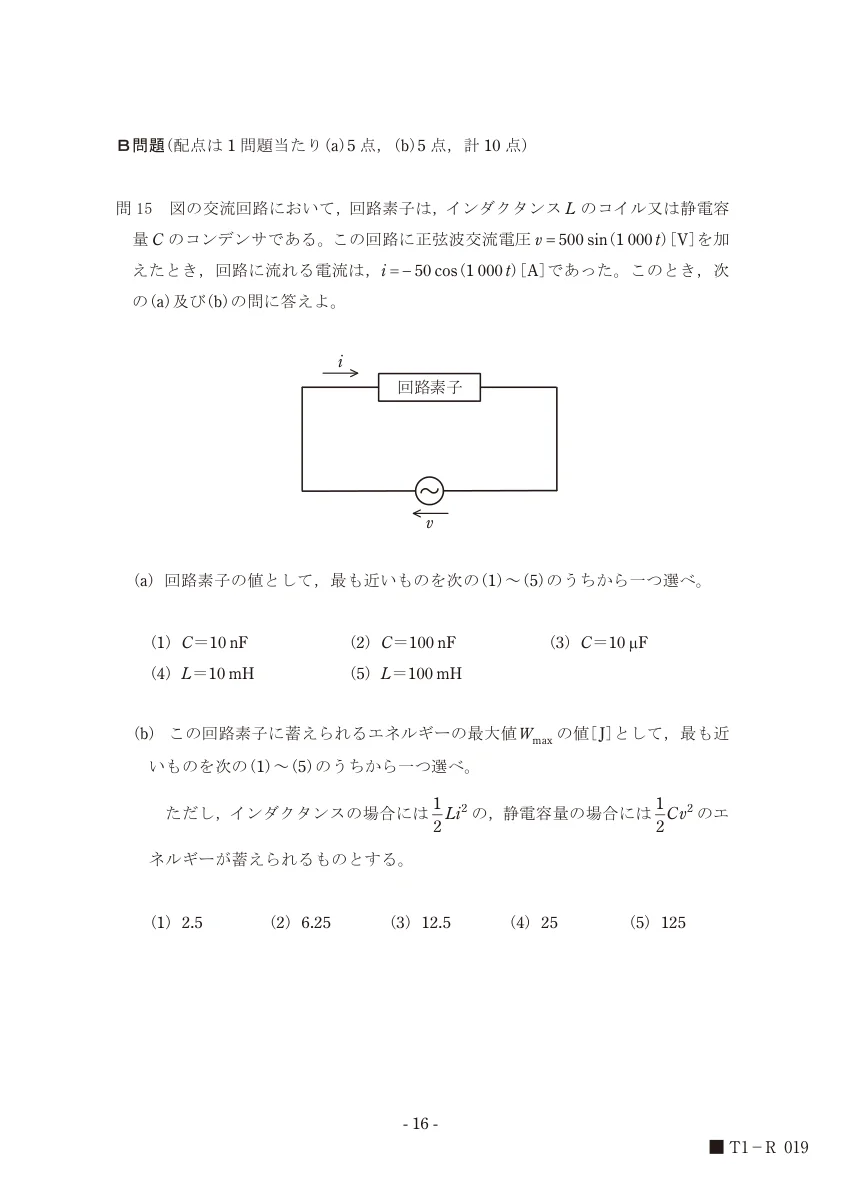 B問題(配点は1問題当たり(a)5点，(b)5点，計10点)
問15　図の交流回路において，回路素子は，インダクタンスLのコイル又は静電容
量Cのコンデンサである。この回路に正弦波交流電圧v=500 sin(1 000 t)[V]を加
えたとき，回路に流れる電流は，i=−50 cos(1 000 t)[A]であった。このとき，次
の(a)及び(b)の問に答えよ。
i
回路素子
v
(a) 回路素子の値として，最も近いものを次の(1)～(5)のうちから一つ選べ。
(1) C＝10 nF　(2) C＝100 nF　(3) C＝10 μF
(4) L＝10 mH　(5) L＝100 mH
(b) この回路素子に蓄えられるエネルギーの最大値Wmaxの値[J]として，最も近
いものを次の(1)～(5)のうちから一つ選べ。
ただし，インダクタンスの場合には1/2 Li²の，静電容量の場合には1/2 Cv²のエ
ネルギーが蓄えられるものとする。
(1) 2.5　(2) 6.25　(3) 12.5　(4) 25　(5) 125
- 16 -
■ T1−R 019